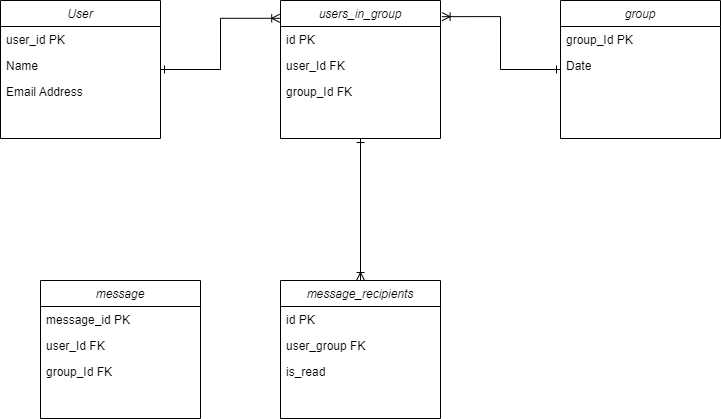 User
user_id PK
Name
Email Address
users_in_group
id PK
user_Id FK
group_Id FK
group
group_Id PK
Date
message
message_id PK
user_Id FK
group_Id FK
message_recipients
id PK
user_group FK
is_read